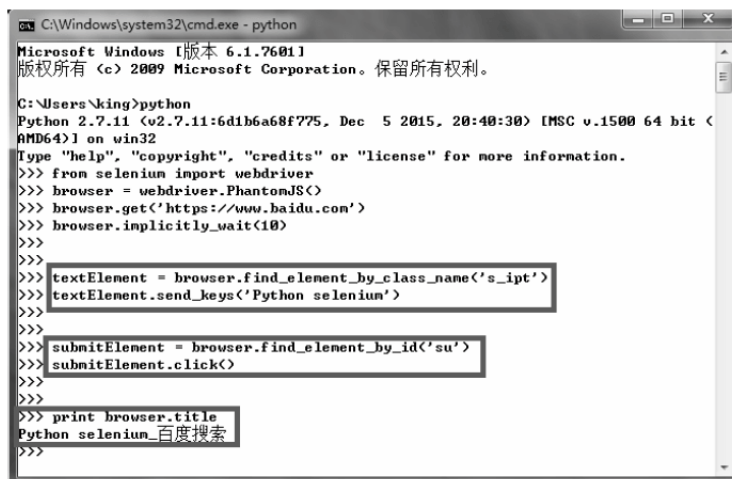 C:\Windows\system32\cmd.exe - python
Microsoft Windows [版本 6.1.7601]
版权所有 (c) 2009 Microsoft Corporation。保留所有权利。
C:\Users\king>python
Python 2.7.11 (v2.7.11:6d1b6a68f775, Dec  5 2015, 20:40:30) [MSC v.1500 64 bit (
AMD64)] on win32
Type "help", "copyright", "credits" or "license" for more information.
>>> from selenium import webdriver
>>> browser = webdriver.PhantomJS()
>>> browser.get('https://www.baidu.com')
>>> browser.implicitly_wait(10)
>>>
>>>
>>> textElement = browser.find_element_by_class_name('s_ipt')
>>> textElement.send_keys('Python selenium')
>>>
>>>
>>> submitElement = browser.find_element_by_id('su')
>>> submitElement.click()
>>>
>>>
>>> print browser.title
Python selenium_百度搜索
>>>